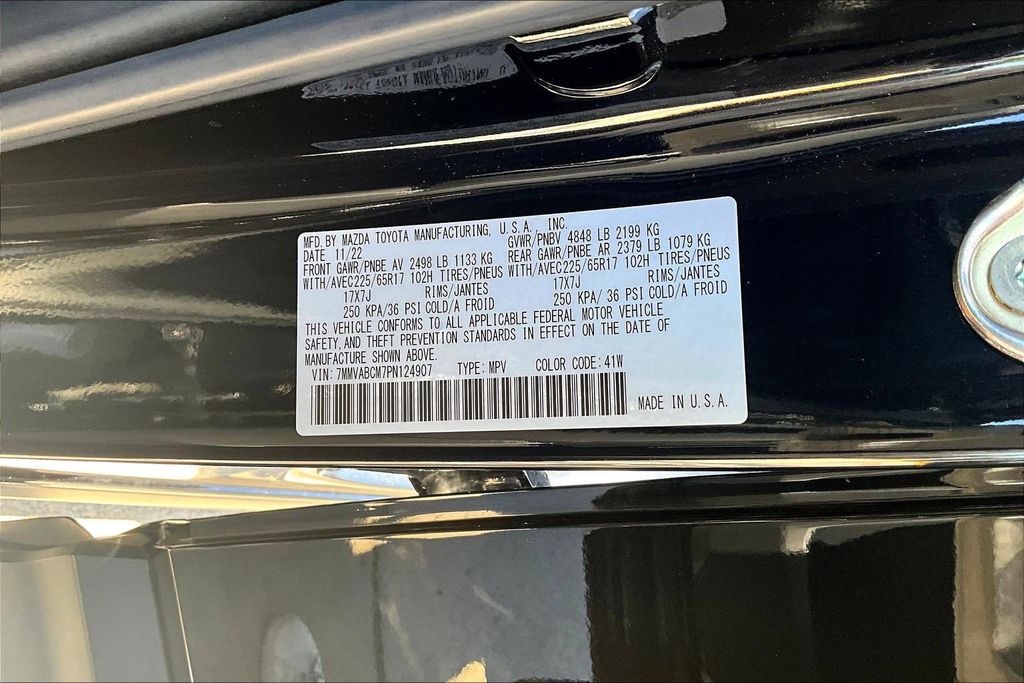 MFD. BY MAZDA TOYOTA MANUFACTURING, U.S.A., INC.
DATE 11/22 GVWR/PNBV 4848 LB 2199 KG
FRONT GAWR/PNBE AV 2498 LB 1133 KG REAR GAWR/PNBE AR 2379 LB 1079 KG
WITH/AVEC225/65R17 102H TIRES/PNEUS WITH/AVEC225/65R17 102H TIRES/PNEUS
17X7J RIMS/JANTES 17X7J RIMS/JANTES
250 KPA/36 PSI COLD/A FROID 250 KPA/ 36 PSI COLD/A FROID
THIS VEHICLE CONFORMS TO ALL APPLICABLE FEDERAL MOTOR VEHICLE
SAFETY, AND THEFT PREVENTION STANDARDS IN EFFECT ON THE DATE OF
MANUFACTURE SHOWN ABOVE.
VIN: 7MMVABCM7PN124907 TYPE: MPV COLOR CODE: 41W
MADE IN U.S.A.